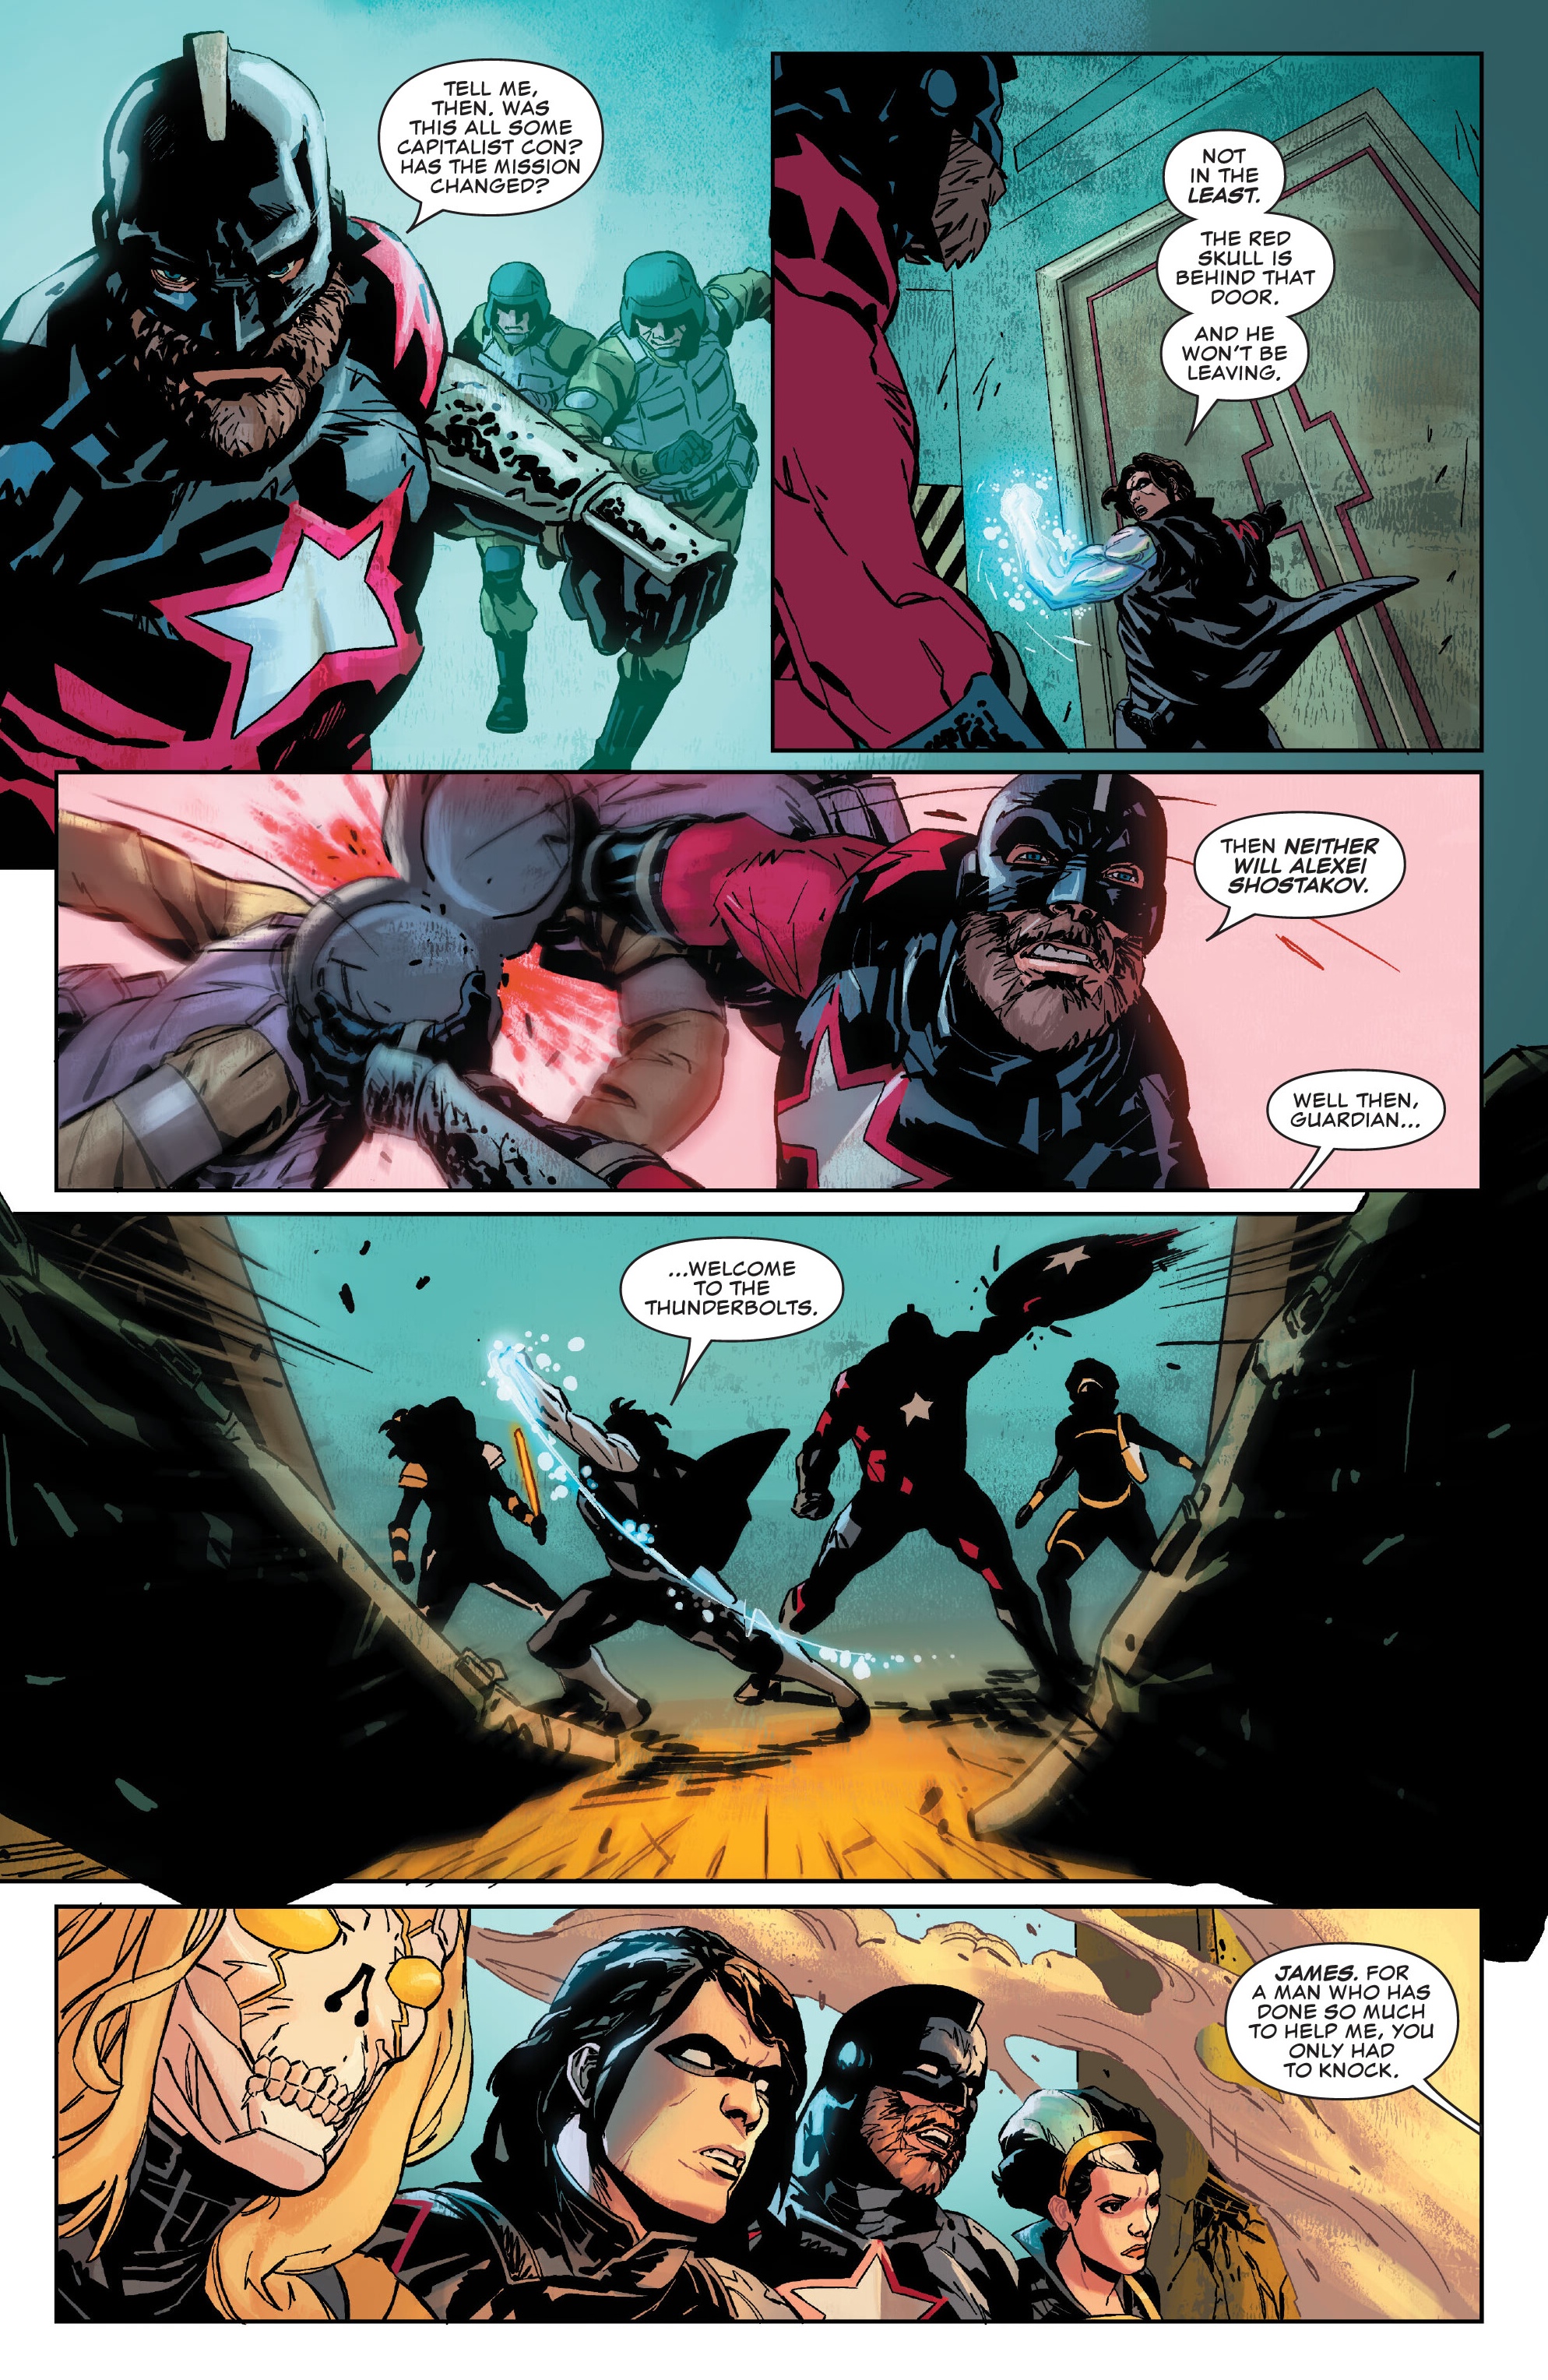 TELL ME,
THEN. WAS
THIS ALL SOME
CAPITALIST CON?
HAS THE MISSION
CHANGED?
NOT
IN THE
LEAST.
THE RED
SKULL IS
BEHIND THAT
DOOR.
AND HE
WON'T BE
LEAVING.
THEN NEITHER
WILL ALEXEI
SHOSTAKOV.
WELL THEN,
GUARDIAN...
...WELCOME
TO THE
THUNDERBOLTS.
JAMES. FOR
A MAN WHO HAS
DONE SO MUCH
TO HELP ME, YOU
ONLY HAD
TO KNOCK.